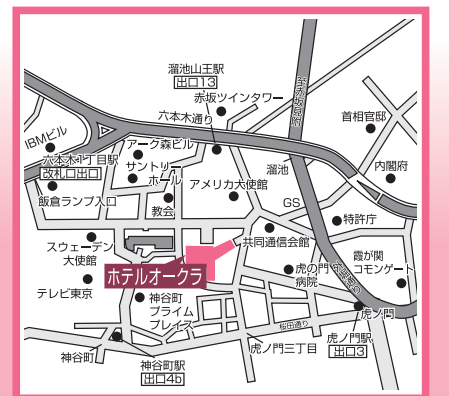 溜池山王駅
出口13
赤坂ツインタワー
至赤坂見附
六本木通り
首相官邸
IBMビル
アーク森ビル
六本木1丁目駅
改札口出口
サントリー
ホール
溜池
内閣府
アメリカ大使館
飯倉ランプ入口
教会
GS
特許庁
スウェーデン
大使館
共同通信会館
霞が関
コモンゲート
ホテルオークラ
虎の門
病院
テレビ東京
神谷町
プライム
プレイス
桜田通り
虎ノ門
神谷町
神谷町駅
出口4b
虎ノ門三丁目
虎ノ門駅
出口3